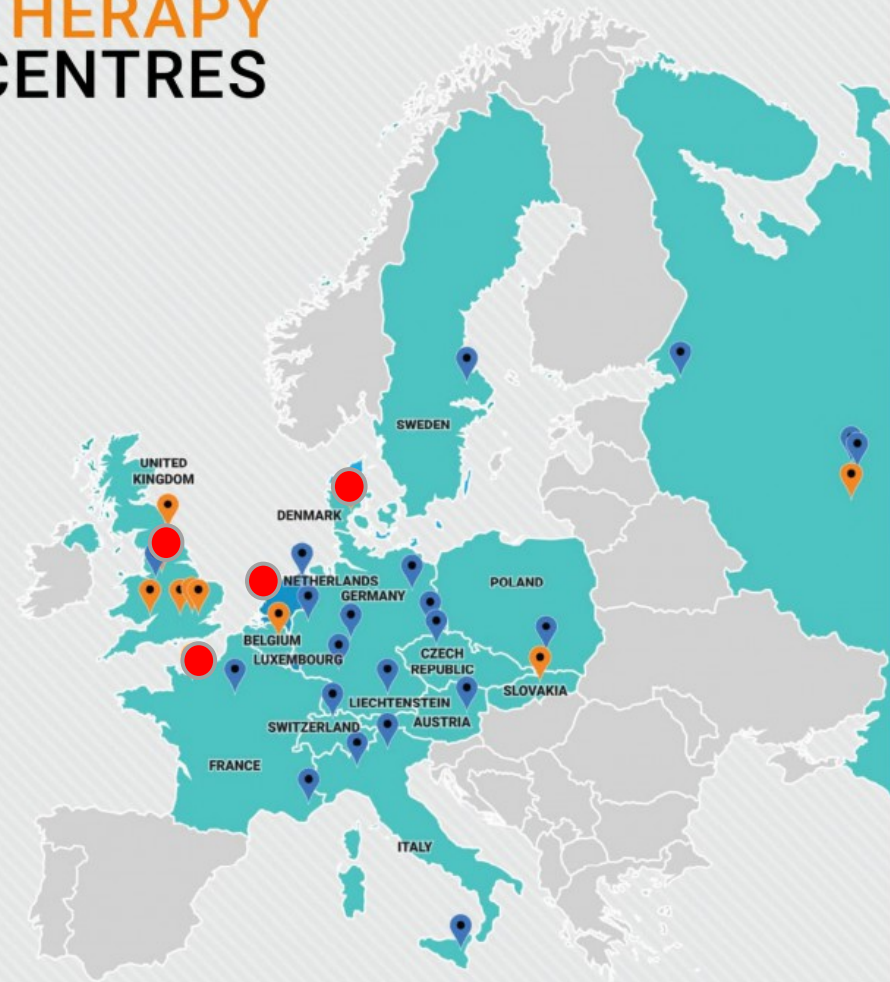 HERAPY
CENTRES
SWEDEN
UNITED
KINGDOM
DENMARK
NETHERLANDS
POLAND
GERMANY
BELGIUM
LUXEMBOURG
CZECH
REPUBLIC
SLOVAKIA
LIECHTENSTEIN
AUSTRIA
SWITZERLAND
FRANCE
ITALY